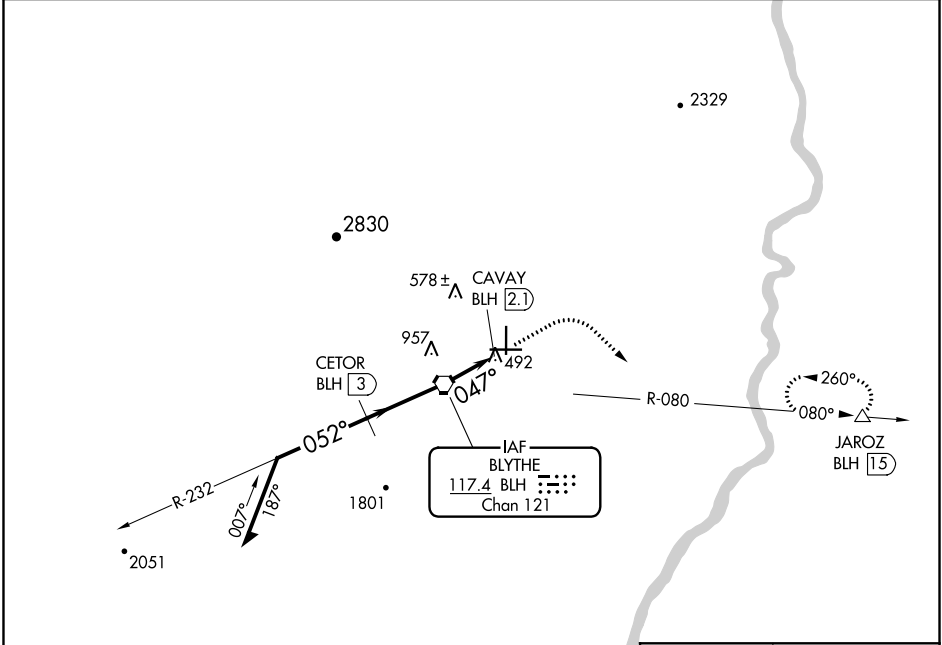 2329
2830
578 ±
CAVAY
BLH 2.1
957
492
CETOR
BLH 3
047°
052°
260°
R-080
080°
JAROZ
BLH 15
IAF
BLYTHE
117.4 BLH
Chan 121
R-232
007°
187°
1801
2051